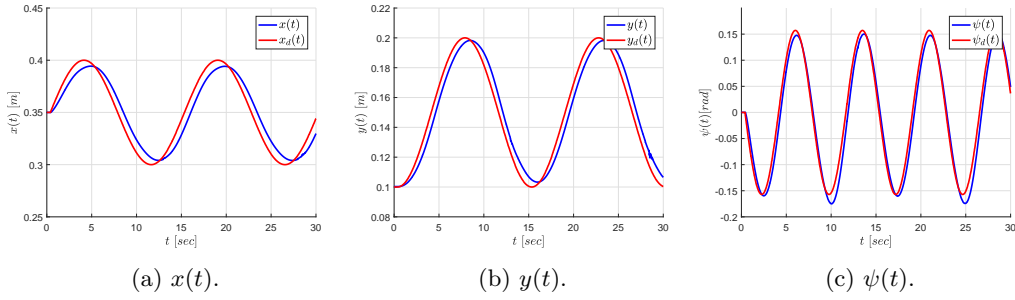 0.45
0.4
0.35
0.3
0.25
x(t) [m]
0 5 10 15 20 25 30
t [sec]
x(t)
x_d(t)
(a) x(t).
0.22
0.2
0.18
0.16
0.14
0.12
0.1
0.08
y(t) [m]
0 5 10 15 20 25 30
t [sec]
y(t)
y_d(t)
(b) y(t).
0.15
0.1
0.05
0
-0.05
-0.1
-0.15
-0.2
ψ(t)[rad]
0 5 10 15 20 25 30
t [sec]
ψ(t)
ψ_d(t)
(c) ψ(t).